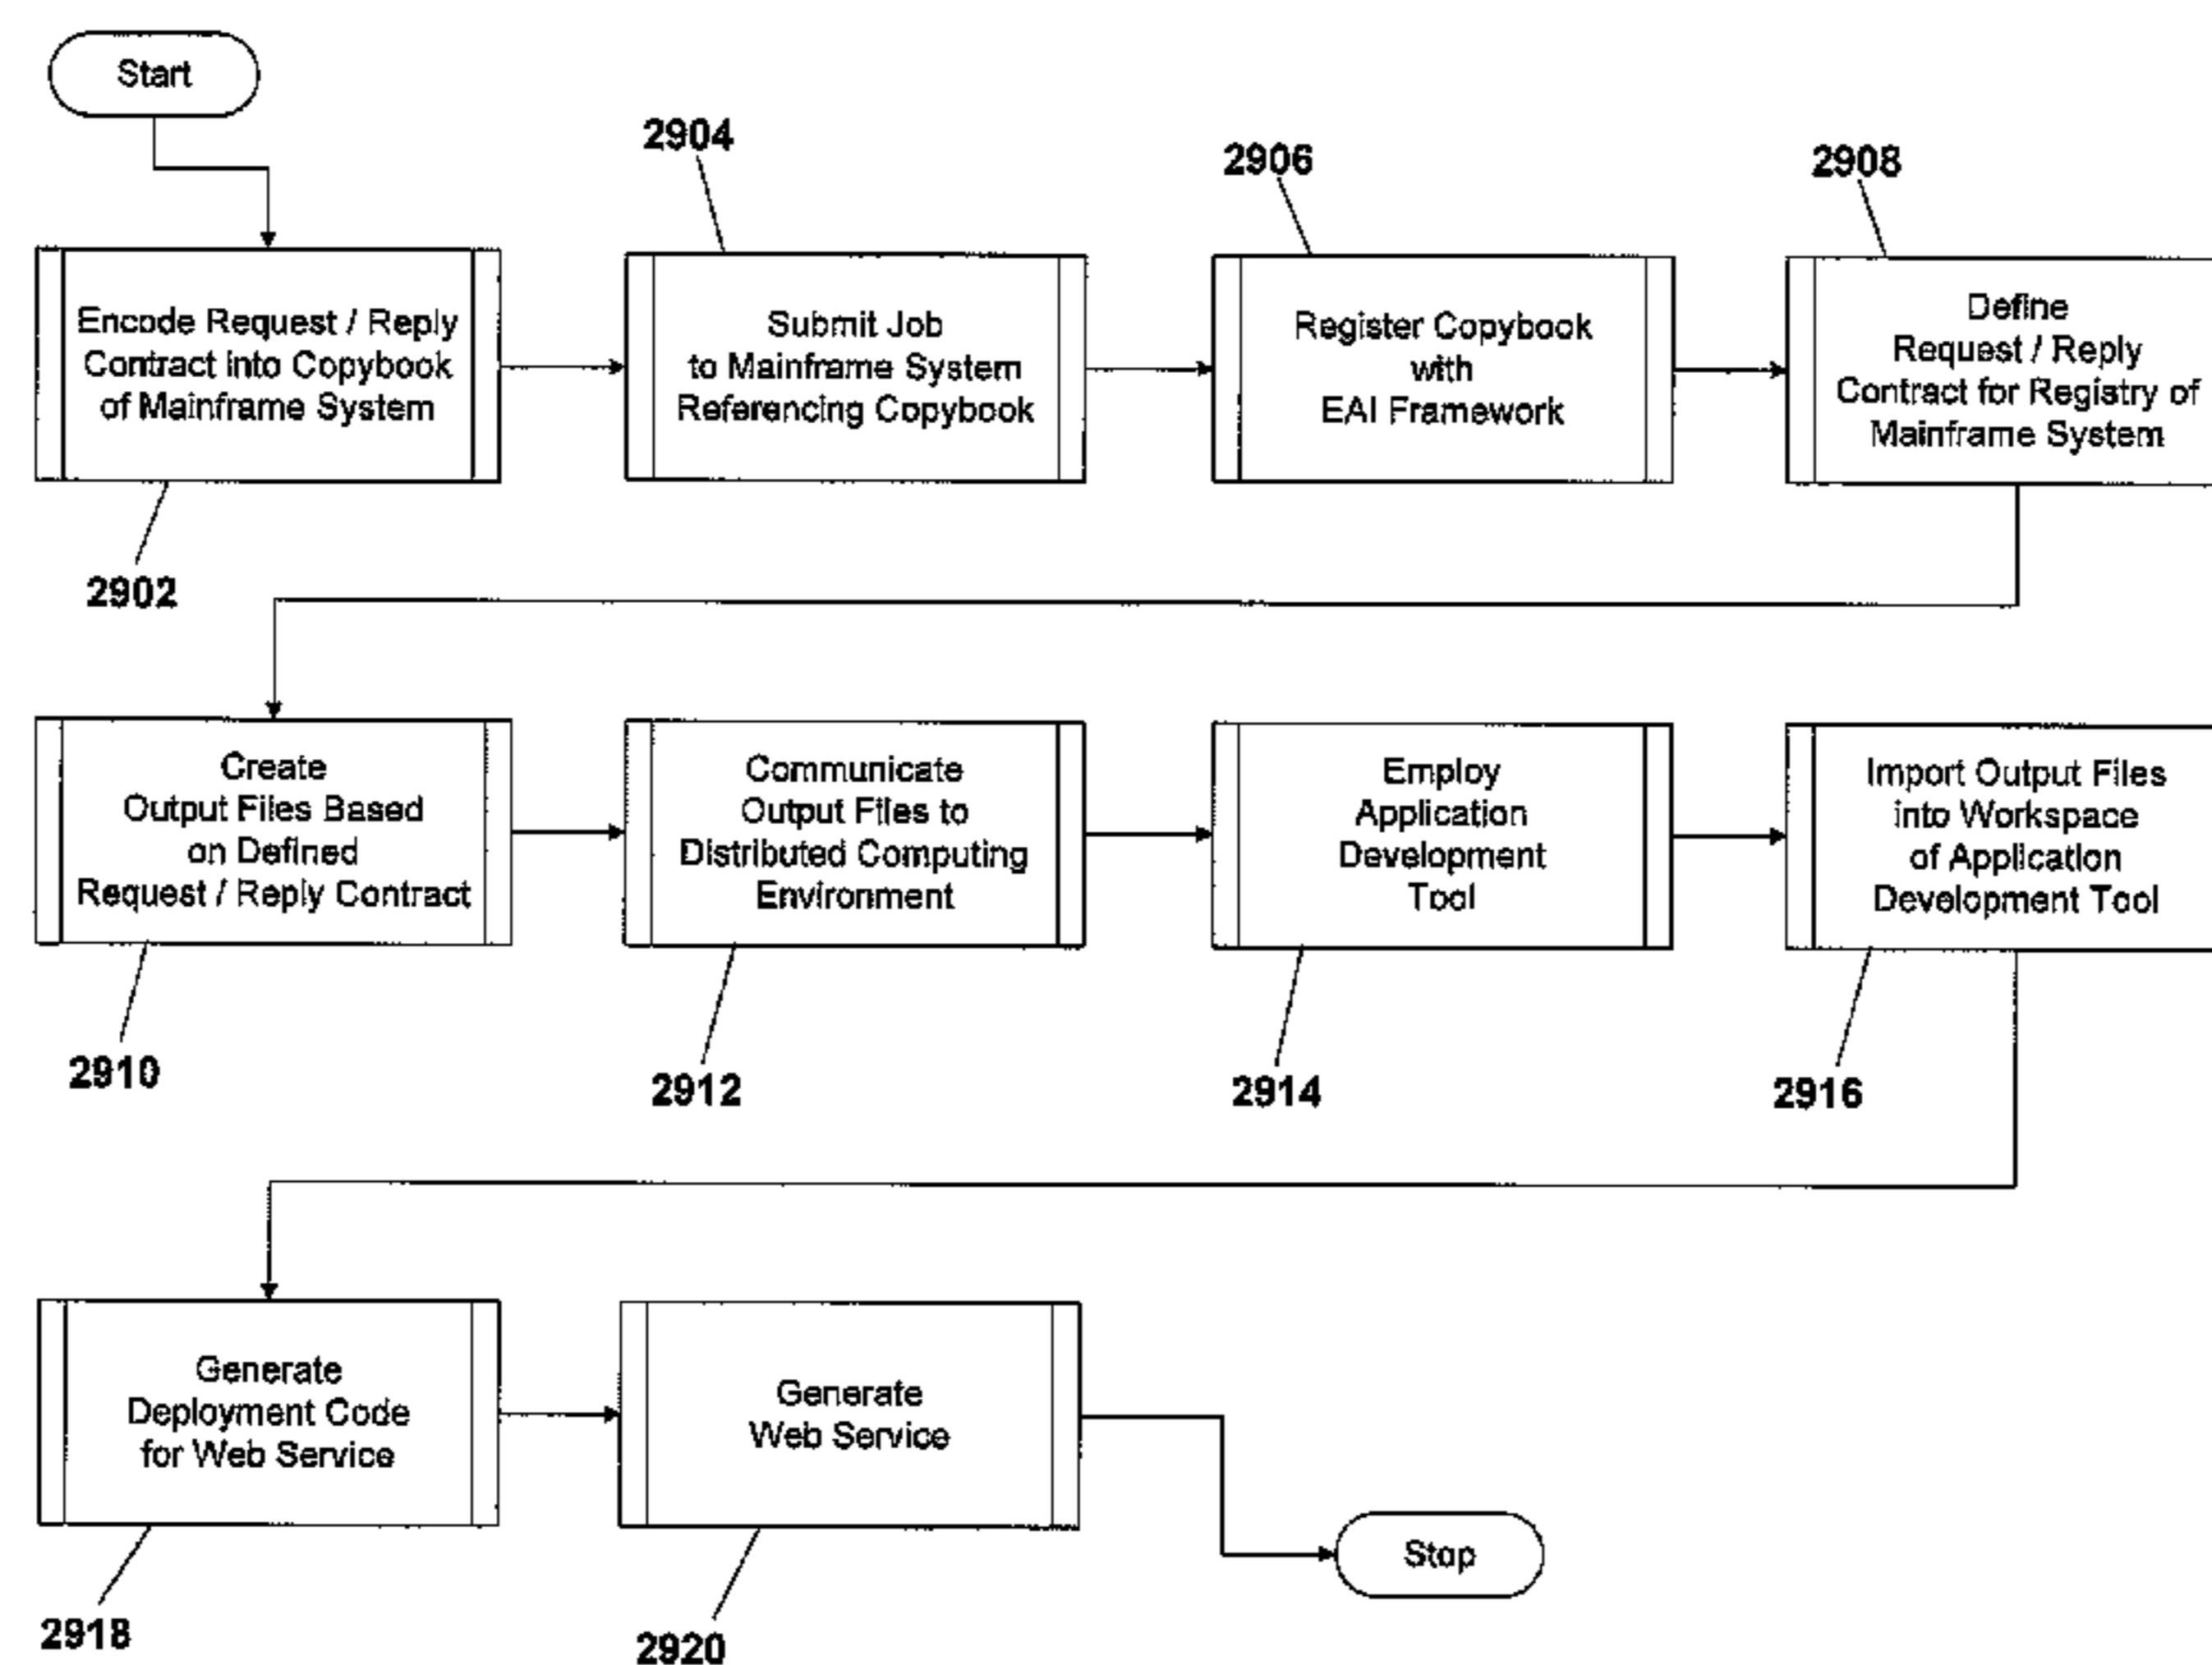 Start
2904
2906
2908
Encode Request / Reply
Contract into Copybook
of Mainframe System
Submit Job
to Mainframe System
Referencing Copybook
Register Copybook
with
EAI Framework
Define
Request / Reply
Contract for Registry of
Mainframe System
2902
Create
Output Files Based
on Defined
Request / Reply Contract
Communicate
Output Files to
Distributed Computing
Environment
Employ
Application
Development
Tool
Import Output Files
into Workspace
of Application
Development Tool
2910
2912
2914
2916
Generate
Deployment Code
for Web Service
Generate
Web Service
Stop
2918
2920